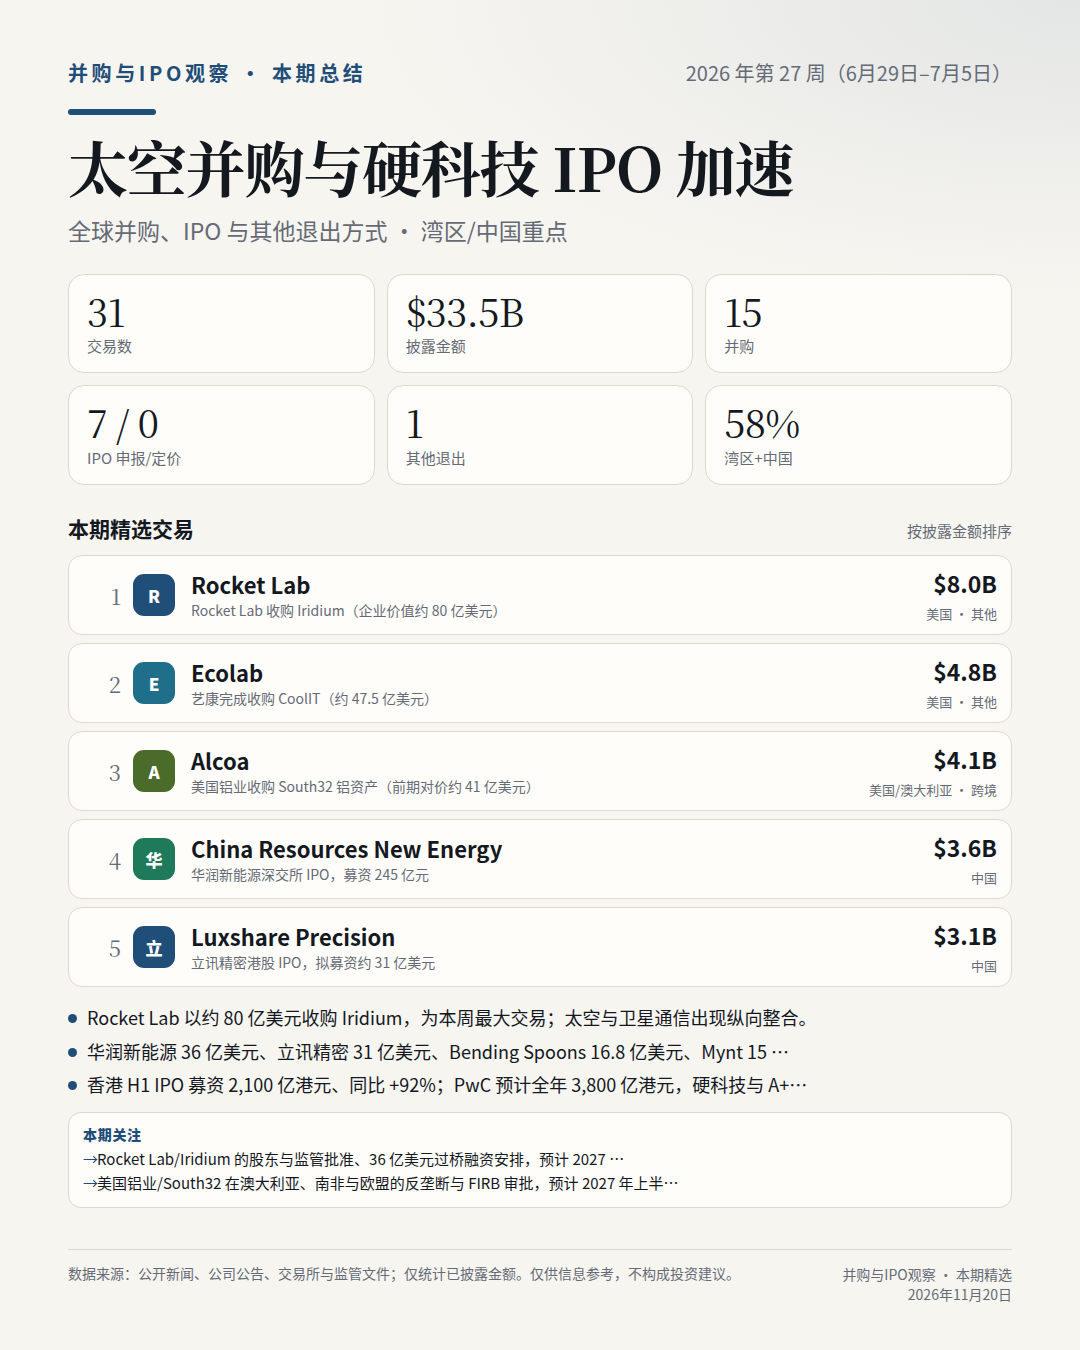 并购与IPO观察 · 本期总结
2026 年第 27 周（6月29日–7月5日）
太空并购与硬科技 IPO 加速
全球并购、IPO 与其他退出方式 · 湾区/中国重点
31
交易数
$33.5B
披露金额
15
并购
7 / 0
IPO 申报/定价
1
其他退出
58%
湾区+中国
本期精选交易
按披露金额排序
1
R
Rocket Lab
Rocket Lab 收购 Iridium（企业价值约 80 亿美元）
$8.0B
美国 · 其他
2
E
Ecolab
艺康完成收购 CoolIT（约 47.5 亿美元）
$4.8B
美国 · 其他
3
A
Alcoa
美国铝业收购 South32 铝资产（前期对价约 41 亿美元）
$4.1B
美国/澳大利亚 · 跨境
4
华
China Resources New Energy
华润新能源深交所 IPO，募资 245 亿元
$3.6B
中国
5
立
Luxshare Precision
立讯精密港股 IPO，拟募资约 31 亿美元
$3.1B
中国
Rocket Lab 以约 80 亿美元收购 Iridium，为本周最大交易；太空与卫星通信出现纵向整合。
华润新能源 36 亿美元、立讯精密 31 亿美元、Bending Spoons 16.8 亿美元、Mynt 15 …
香港 H1 IPO 募资 2,100 亿港元、同比 +92%；PwC 预计全年 3,800 亿港元，硬科技与 A+…
本期关注
→Rocket Lab/Iridium 的股东与监管批准、36 亿美元过桥融资安排，预计 2027 …
→美国铝业/South32 在澳大利亚、南非与欧盟的反垄断与 FIRB 审批，预计 2027 年上半…
数据来源：公开新闻、公司公告、交易所与监管文件；仅统计已披露金额。仅供信息参考，不构成投资建议。
并购与IPO观察 · 本期精选
2026年11月20日